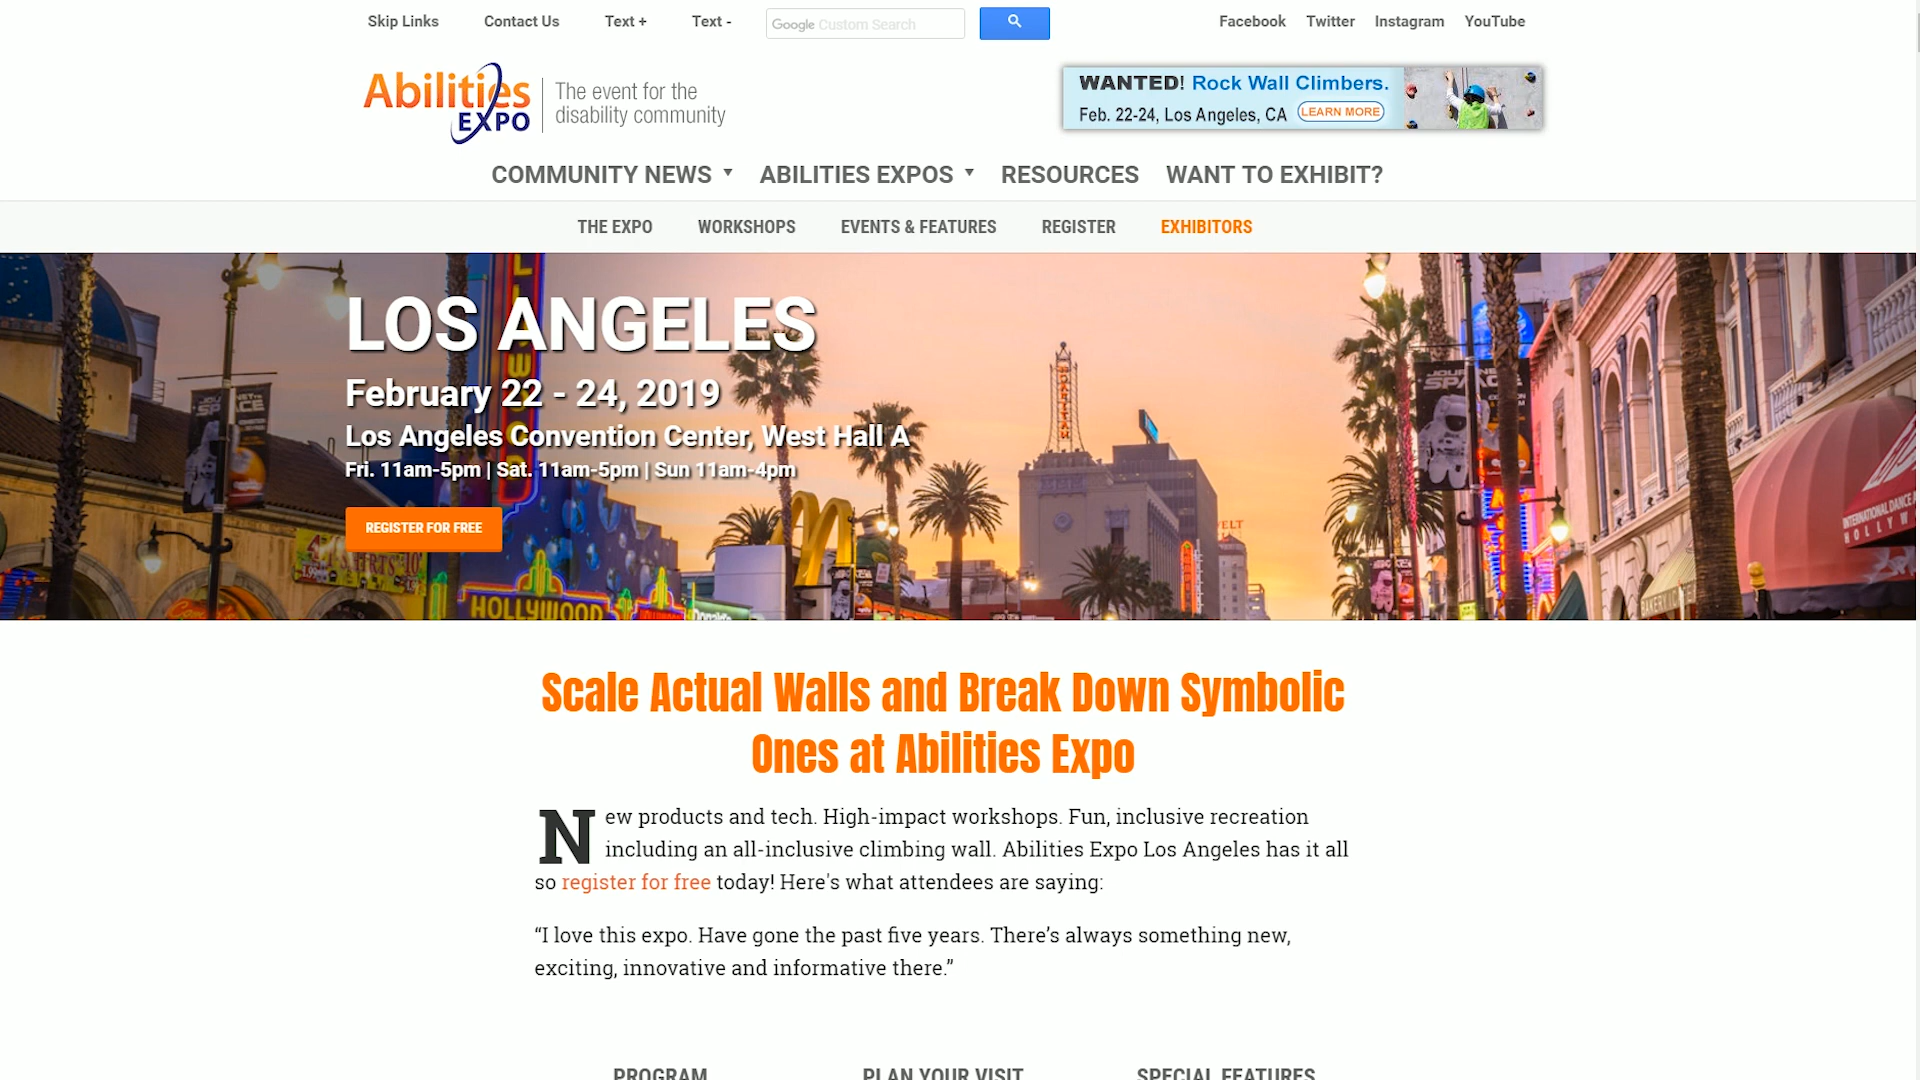 Skip Links
Contact Us
Text +
Text -
Google Custom Search
Facebook
Twitter
Instagram
YouTube
Abilities EXPO
The event for the
disability community
WANTED! Rock Wall Climbers.
Feb. 22-24, Los Angeles, CA LEARN MORE
COMMUNITY NEWS
ABILITIES EXPOS
RESOURCES
WANT TO EXHIBIT?
THE EXPO
WORKSHOPS
EVENTS & FEATURES
REGISTER
EXHIBITORS
LOS ANGELES
February 22 - 24, 2019
Los Angeles Convention Center, West Hall A
Fri. 11am-5pm | Sat. 11am-5pm | Sun 11am-4pm
REGISTER FOR FREE
HOLLYWOOD
Scale Actual Walls and Break Down Symbolic
Ones at Abilities Expo
New products and tech. High-impact workshops. Fun, inclusive recreation
including an all-inclusive climbing wall. Abilities Expo Los Angeles has it all
so register for free today! Here's what attendees are saying:
“I love this expo. Have gone the past five years. There’s always something new,
exciting, innovative and informative there.”
PROGRAM
PLAN YOUR VISIT
SPECIAL FEATURES